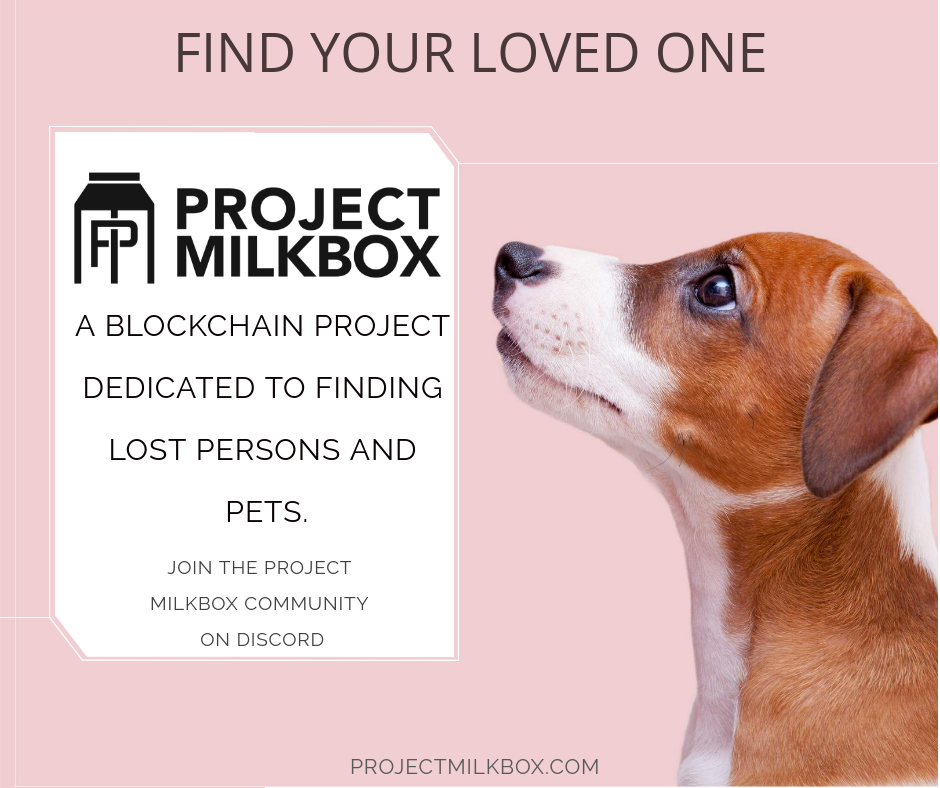 FIND YOUR LOVED ONE
PROJECT
MILKBOX
A BLOCKCHAIN PROJECT
DEDICATED TO FINDING
LOST PERSONS AND
PETS.
JOIN THE PROJECT
MILKBOX COMMUNITY
ON DISCORD
PROJECTMILKBOX.COM